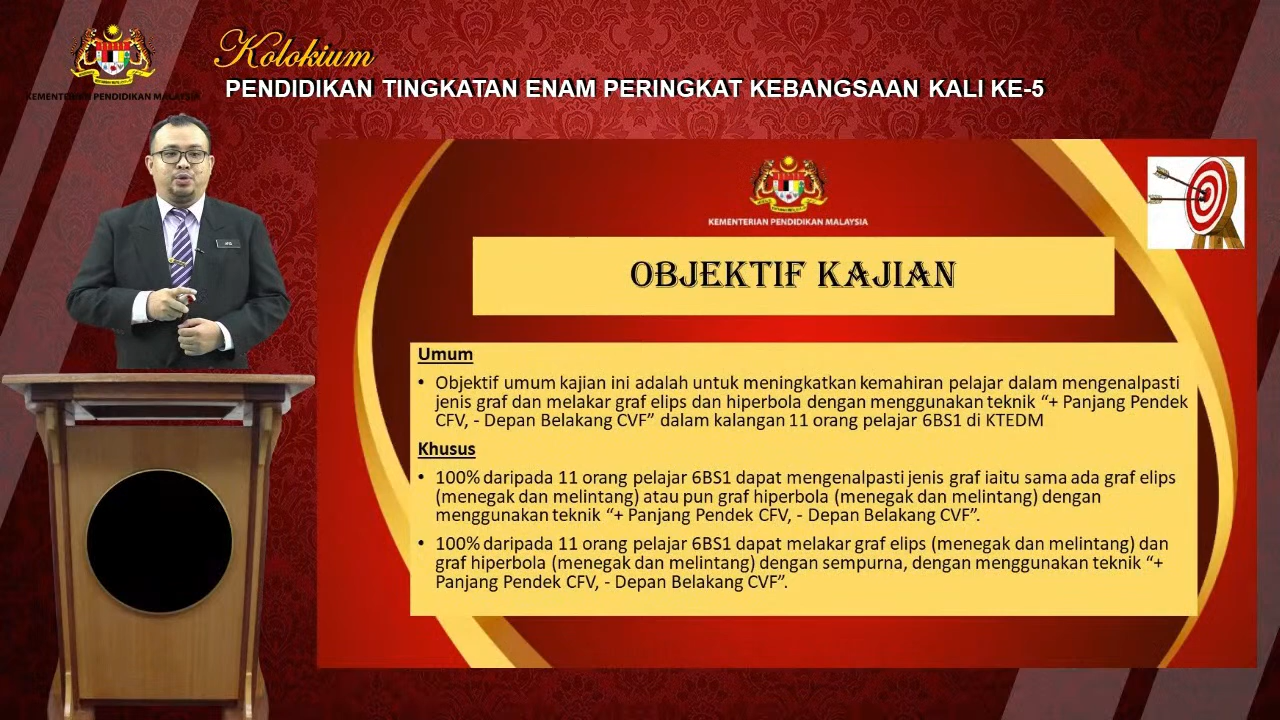 Kolokium
PENDIDIKAN TINGKATAN ENAM PERINGKAT KEBANGSAAN KALI KE-5
KEMENTERIAN PENDIDIKAN MALAYSIA
KEMENTERIAN PENDIDIKAN MALAYSIA
OBJEKTIF KAJIAN
Umum
• Objektif umum kajian ini adalah untuk meningkatkan kemahiran pelajar dalam mengenalpasti
jenis graf dan melakar graf elips dan hiperbola dengan menggunakan teknik “+ Panjang Pendek
CFV, - Depan Belakang CVF” dalam kalangan 11 orang pelajar 6BS1 di KTEDM
Khusus
• 100% daripada 11 orang pelajar 6BS1 dapat mengenalpasti jenis graf iaitu sama ada graf elips
(menegak dan melintang) atau pun graf hiperbola (menegak dan melintang) dengan
menggunakan teknik “+ Panjang Pendek CFV, - Depan Belakang CVF”.
• 100% daripada 11 orang pelajar 6BS1 dapat melakar graf elips (menegak dan melintang) dan
graf hiperbola (menegak dan melintang) dengan sempurna, dengan menggunakan teknik “+
Panjang Pendek CFV, - Depan Belakang CVF”.